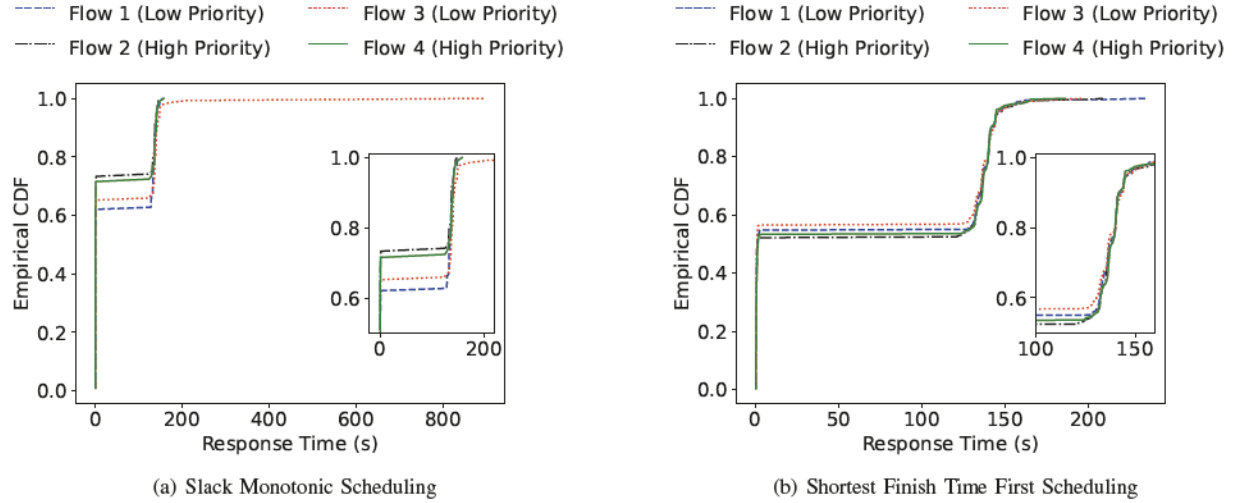 Flow 1 (Low Priority) Flow 3 (Low Priority)
Flow 2 (High Priority) Flow 4 (High Priority)
1.0
0.8
0.6
0.4
0.2
0.0
Empirical CDF
0 200 400 600 800
Response Time (s)
1.0
0.8
0.6
0 200
(a) Slack Monotonic Scheduling
Flow 1 (Low Priority) Flow 3 (Low Priority)
Flow 2 (High Priority) Flow 4 (High Priority)
1.0
0.8
0.6
0.4
0.2
0.0
Empirical CDF
0 50 100 150 200
Response Time (s)
1.0
0.8
0.6
100 150
(b) Shortest Finish Time First Scheduling